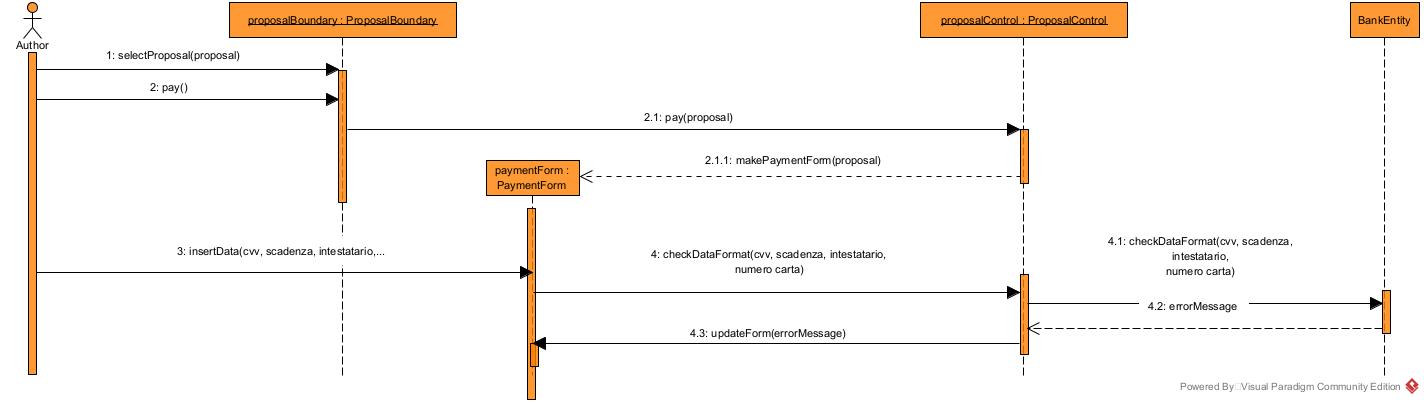 proposalBoundary : ProposalBoundary
proposalControl : ProposalControl
BankEntity
Author
1: selectProposal(proposal)
2: pay()
2.1: pay(proposal)
2.1.1: makePaymentForm(proposal)
paymentForm :
PaymentForm
3: insertData(cvv, scadenza, intestatario,...
4: checkDataFormat(cvv, scadenza, intestatario,
numero carta)
4.1: checkDataFormat(cvv, scadenza,
intestatario,
numero carta)
4.2: errorMessage
4.3: updateForm(errorMessage)
Powered By Visual Paradigm Community Edition